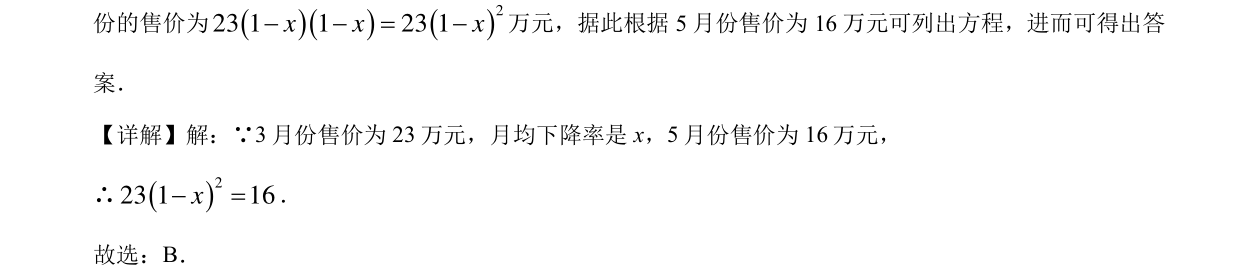 份的售价为23(1−x)(1−x)=23(1−x)²万元，据此根据 5 月份售价为 16 万元可列出方程，进而可得出答
案．
【详解】解：∵3 月份售价为 23 万元，月均下降率是 x，5 月份售价为 16 万元，
∴23(1−x)²=16．
故选：B．